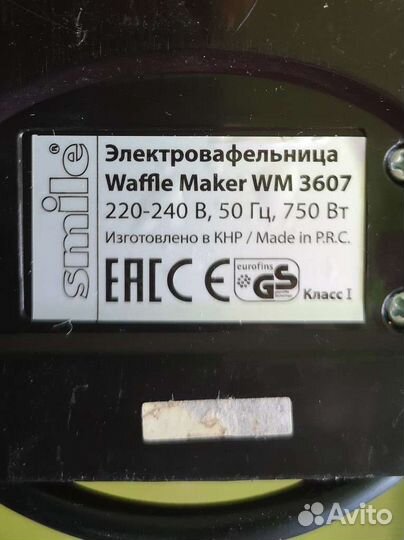 smile®
Электровафельница
Waffle Maker WM 3607
220-240 В, 50 Гц, 750 Вт
Изготовлено в КНР / Made in P.R.C.
EAC CE eurofins GS Класс I
Avito